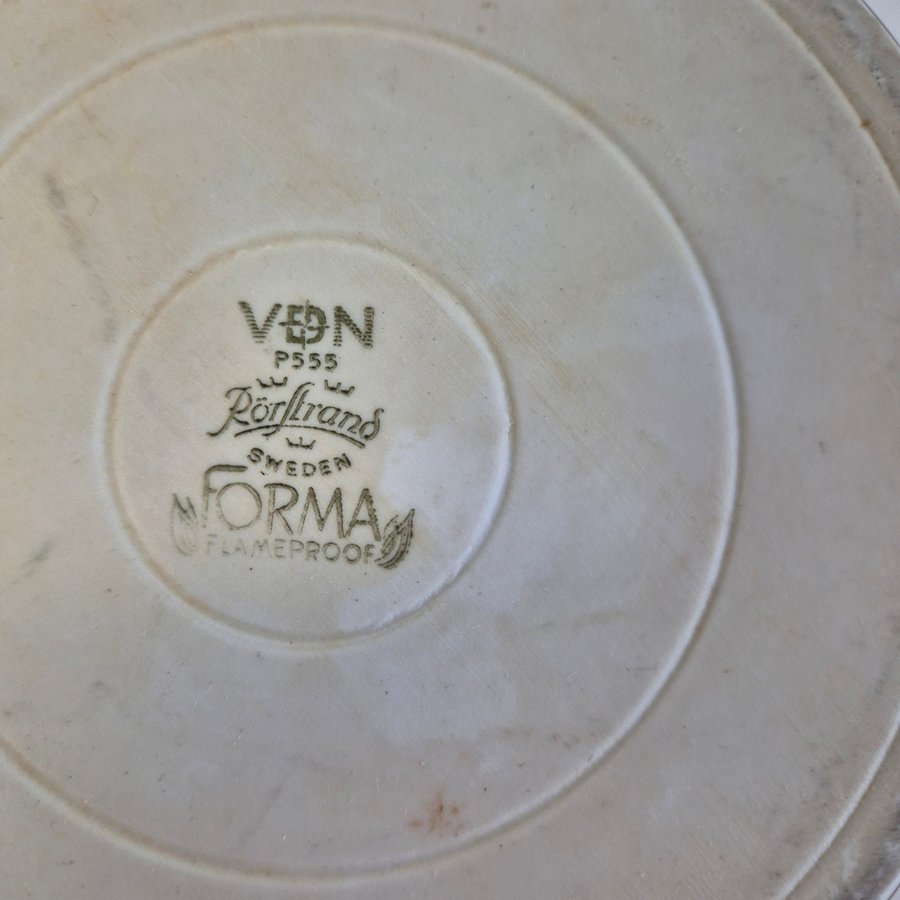 VDN
P555
Rörstrand
SWEDEN
FORMA
FLAMEPROOF